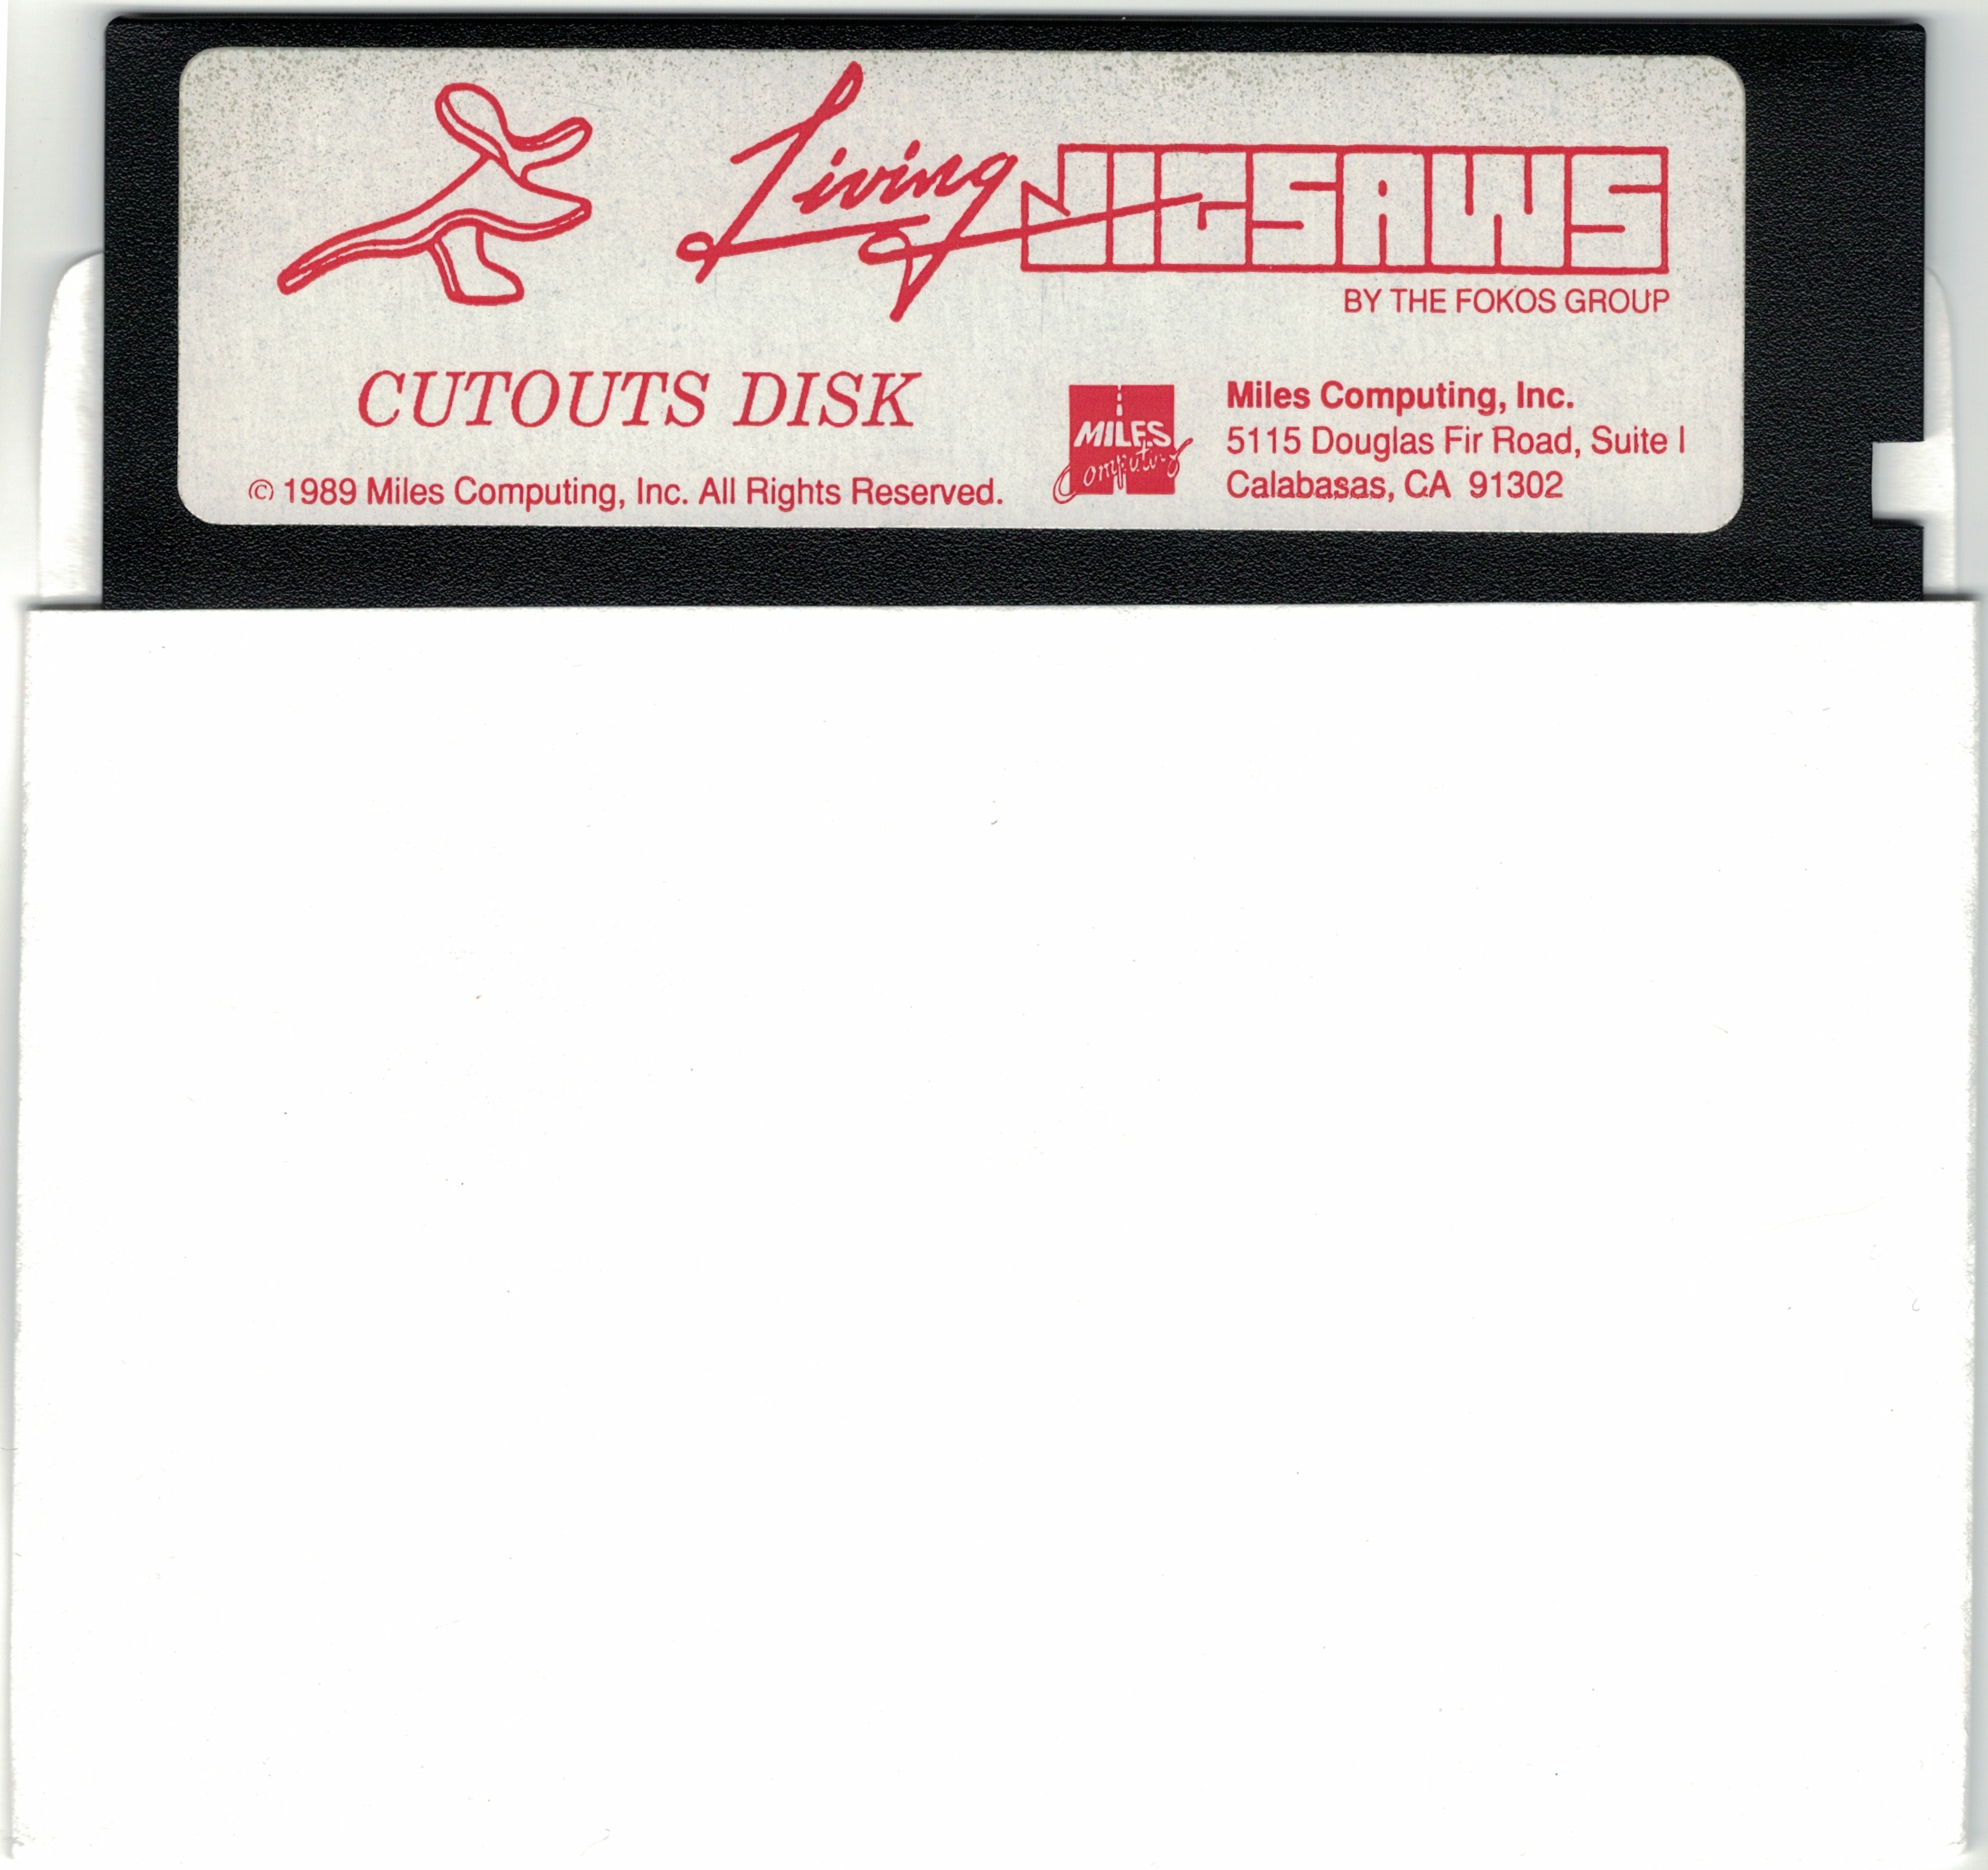 Living JIGSAWS
BY THE FOKOS GROUP
CUTOUTS DISK
© 1989 Miles Computing, Inc. All Rights Reserved.
MILES
Computing
Miles Computing, Inc.
5115 Douglas Fir Road, Suite I
Calabasas, CA 91302